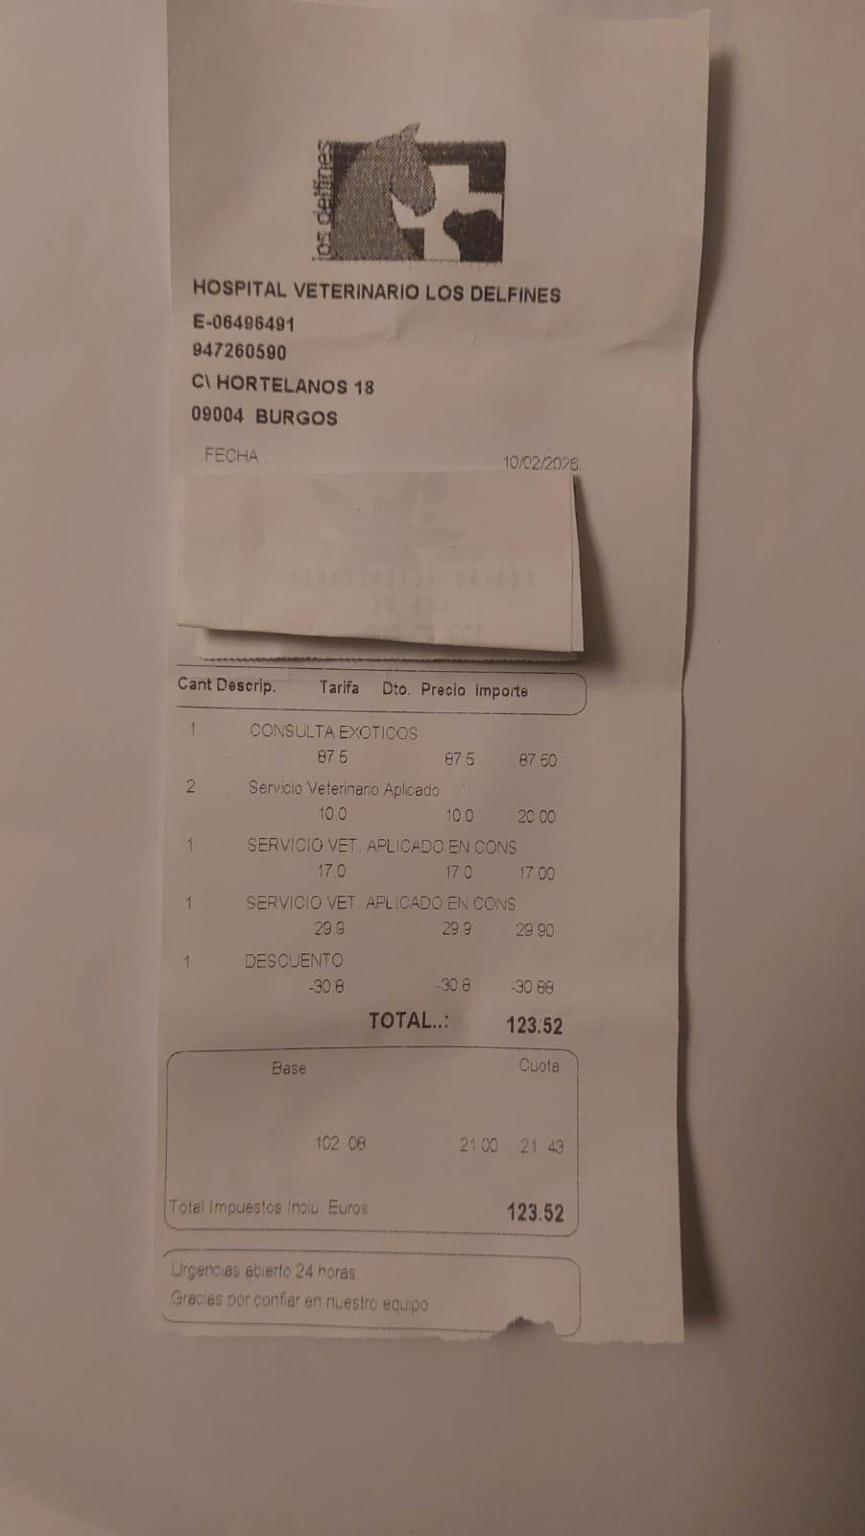 los delfines
HOSPITAL VETERINARIO LOS DELFINES
E-06496491
947260590
C\ HORTELANOS 18
09004 BURGOS
FECHA 10/02/2026
Cant Descrip. Tarifa Dto. Precio Importe
1 CONSULTA EXOTICOS
87.5 87.5 87.50
2 Servicio Veterinario Aplicado
10.0 10.0 20.00
1 SERVICIO VET. APLICADO EN CONS
17.0 17.0 17.00
1 SERVICIO VET. APLICADO EN CONS
29.9 29.9 29.90
1 DESCUENTO
-30.8 -30.8 -30.88
TOTAL..: 123.52
Base Cuota
102.08 21.00 21.43
Total Impuestos Inclu. Euros 123.52
Urgencias abierto 24 horas
Gracias por confiar en nuestro equipo